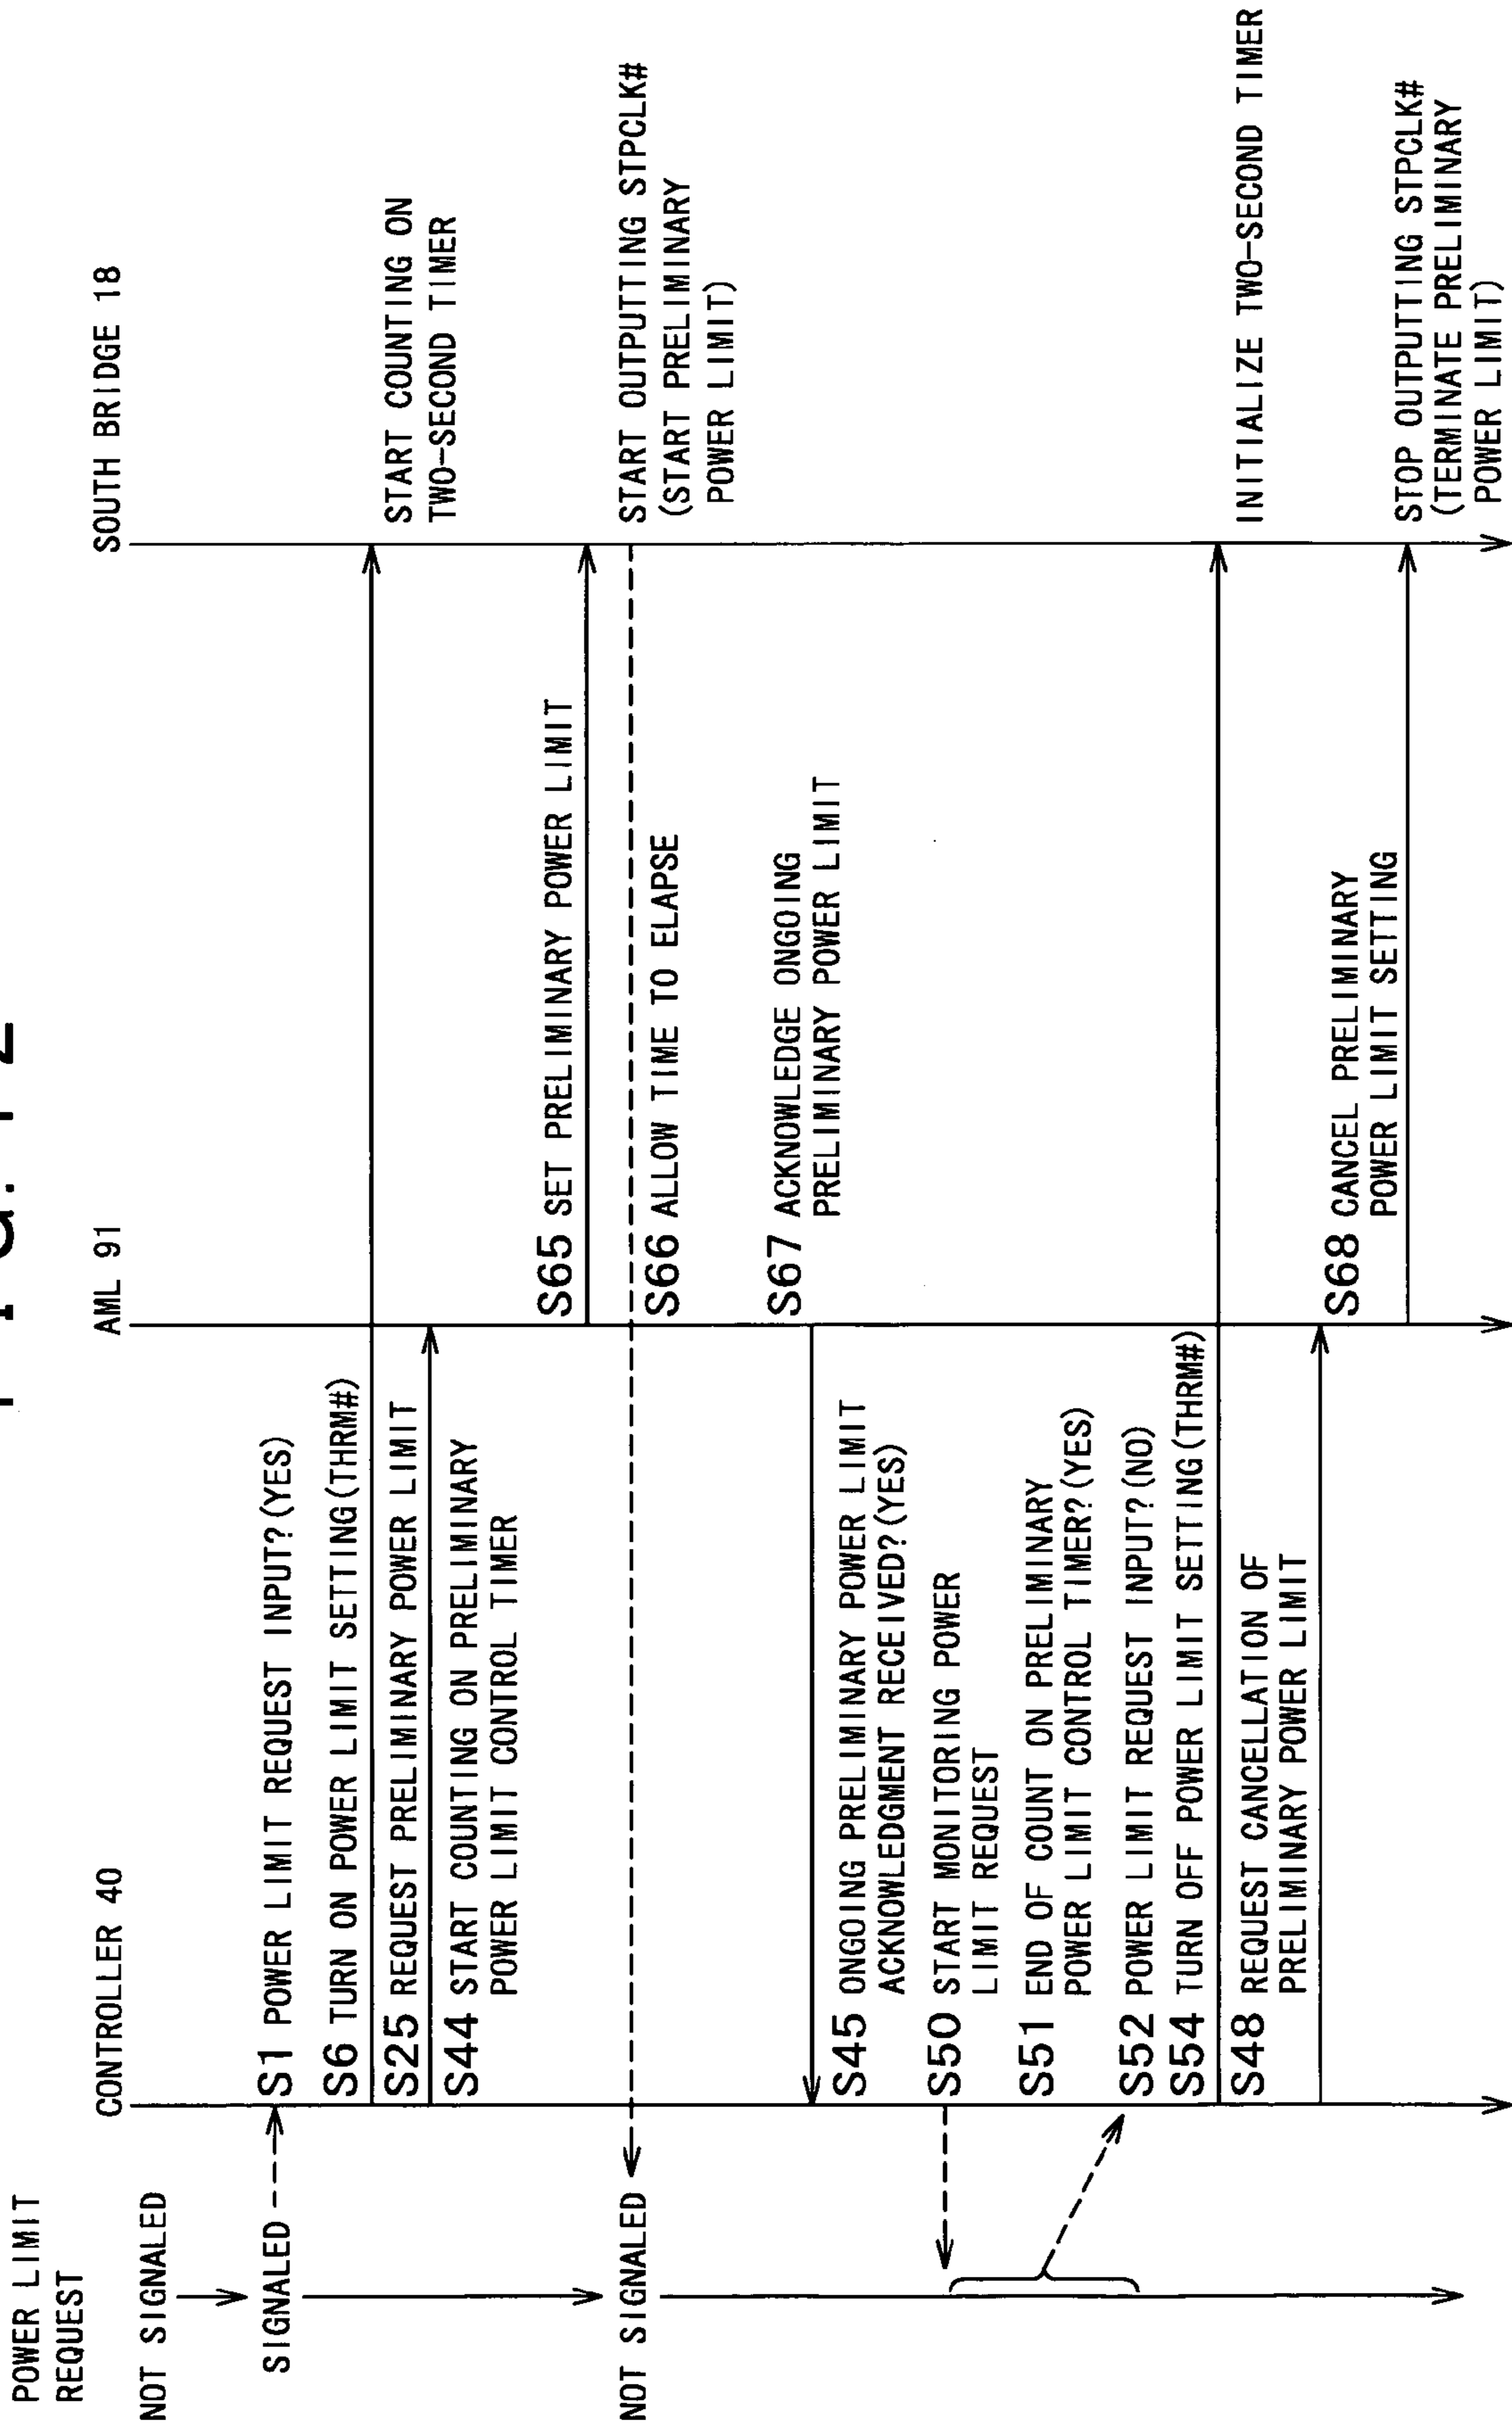 FIG. 12
POWER LIMIT
REQUEST
CONTROLLER 40
AML 91
SOUTH BRIDGE 18
NOT SIGNALED
SIGNALED
S1 POWER LIMIT REQUEST INPUT?(YES)
S6 TURN ON POWER LIMIT SETTING(THRM#)
START COUNTING ON
TWO-SECOND TIMER
S25 REQUEST PRELIMINARY POWER LIMIT
S44 START COUNTING ON PRELIMINARY
POWER LIMIT CONTROL TIMER
S65 SET PRELIMINARY POWER LIMIT
NOT SIGNALED
START OUTPUTTING STPCLK#
(START PRELIMINARY
POWER LIMIT)
S66 ALLOW TIME TO ELAPSE
S67 ACKNOWLEDGE ONGOING
PRELIMINARY POWER LIMIT
S45 ONGOING PRELIMINARY POWER LIMIT
ACKNOWLEDGMENT RECEIVED?(YES)
S50 START MONITORING POWER
LIMIT REQUEST
S51 END OF COUNT ON PRELIMINARY
POWER LIMIT CONTROL TIMER?(YES)
S52 POWER LIMIT REQUEST INPUT?(NO)
S54 TURN OFF POWER LIMIT SETTING(THRM#)
INITIALIZE TWO-SECOND TIMER
S48 REQUEST CANCELLATION OF
PRELIMINARY POWER LIMIT
S68 CANCEL PRELIMINARY
POWER LIMIT SETTING
STOP OUTPUTTING STPCLK#
(TERMINATE PRELIMINARY
POWER LIMIT)